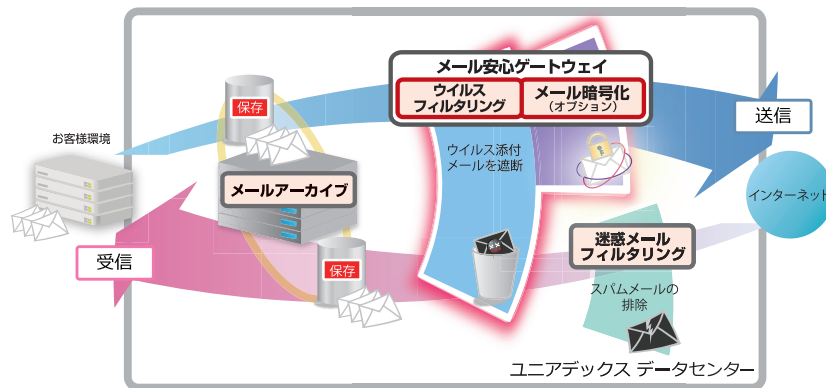 メール安心ゲートウェイ
ウイルス
フィルタリング
メール暗号化
(オプション)
保存
送信
お客様環境
ウイルス添付
メールを遮断
メールアーカイブ
インターネット
迷惑メール
フィルタリング
受信
保存
スパムメールの
排除
ユニアデックス データセンター